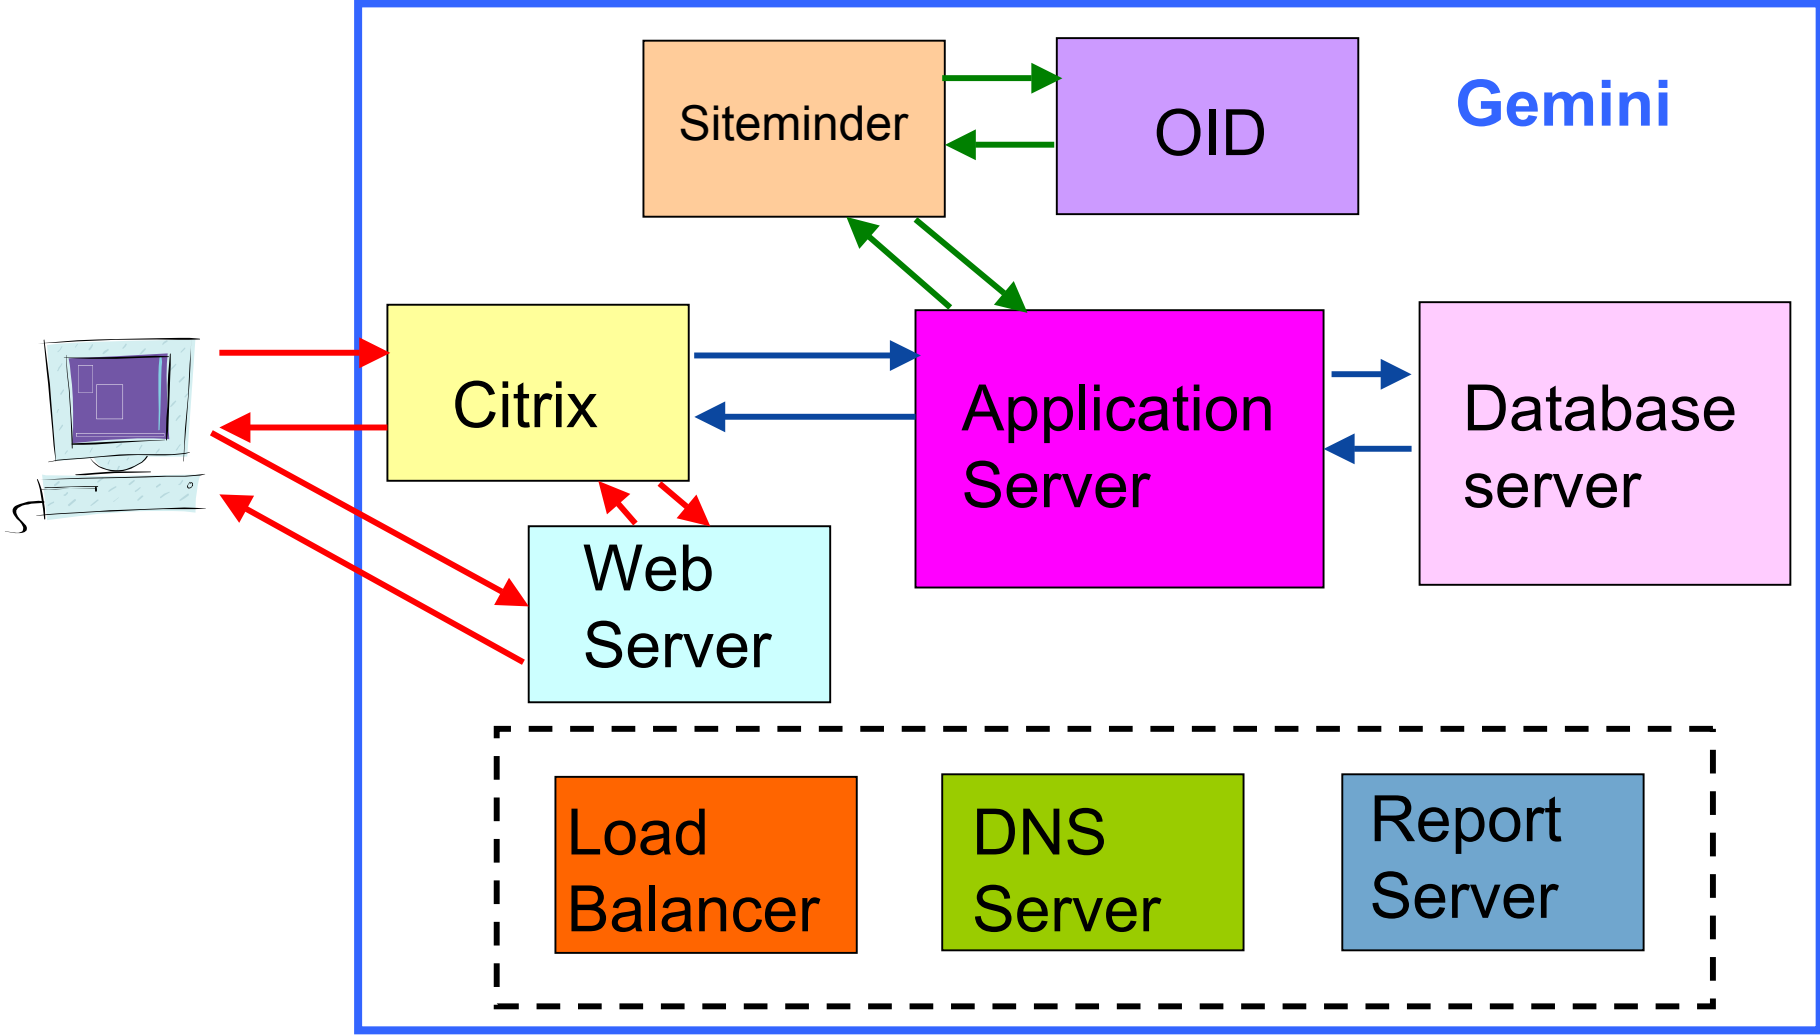 Siteminder
OID
Gemini
Citrix
Application
Server
Database
server
Web
Server
Load
Balancer
DNS
Server
Report
Server